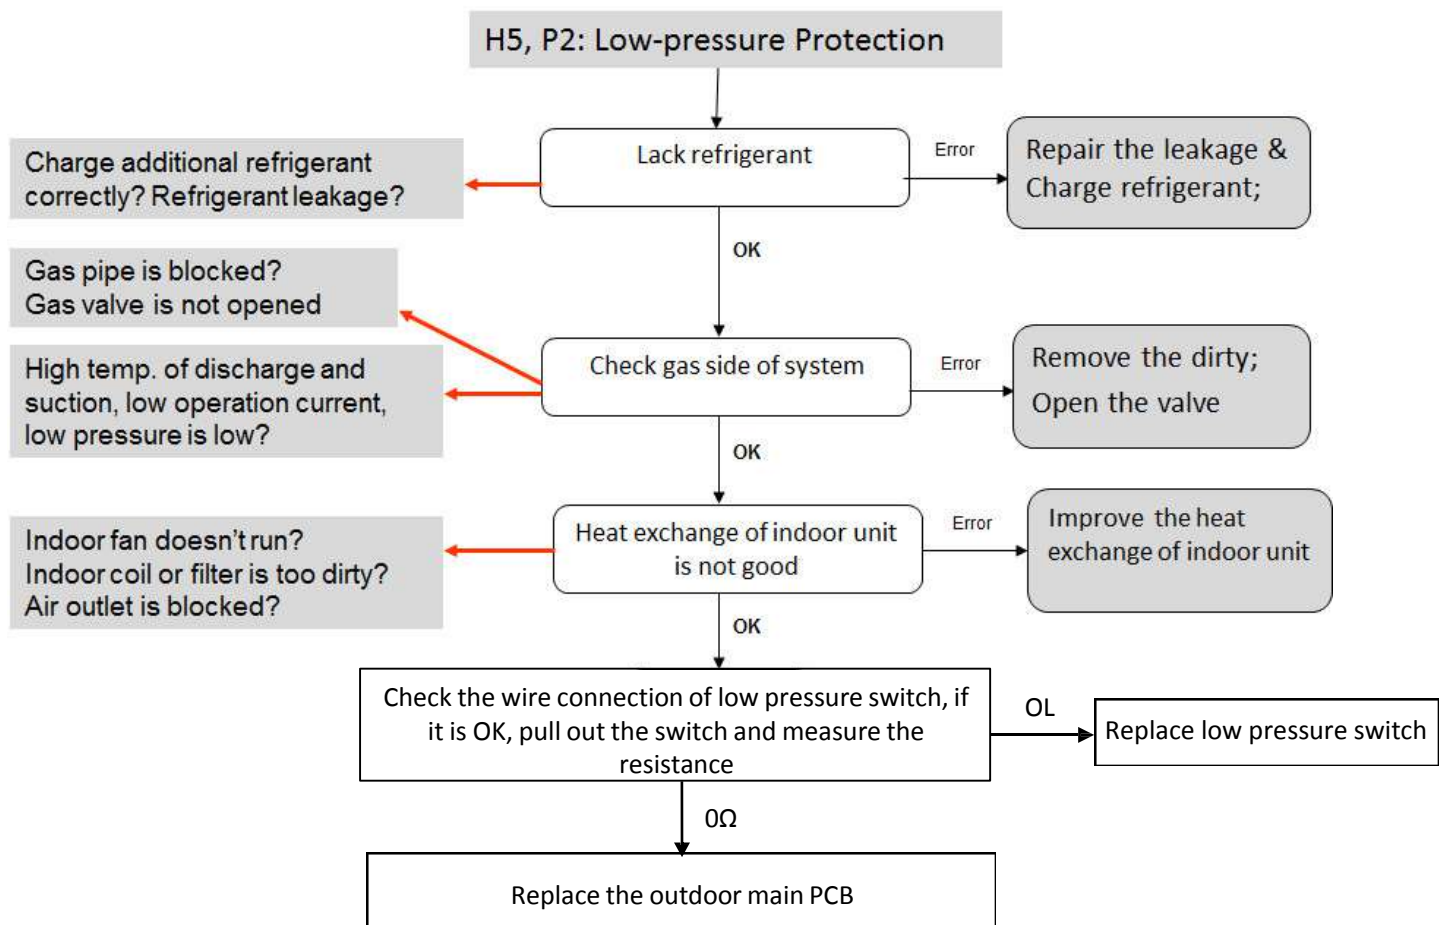 H5, P2: Low-pressure Protection
Lack refrigerant
Error
Repair the leakage &
Charge refrigerant;
Charge additional refrigerant
correctly? Refrigerant leakage?
OK
Gas pipe is blocked?
Gas valve is not opened
Check gas side of system
Error
Remove the dirty;
Open the valve
High temp. of discharge and
suction, low operation current,
low pressure is low?
OK
Heat exchange of indoor unit
is not good
Error
Improve the heat
exchange of indoor unit
Indoor fan doesn't run?
Indoor coil or filter is too dirty?
Air outlet is blocked?
OK
Check the wire connection of low pressure switch, if
it is OK, pull out the switch and measure the
resistance
OL
Replace low pressure switch
0Ω
Replace the outdoor main PCB